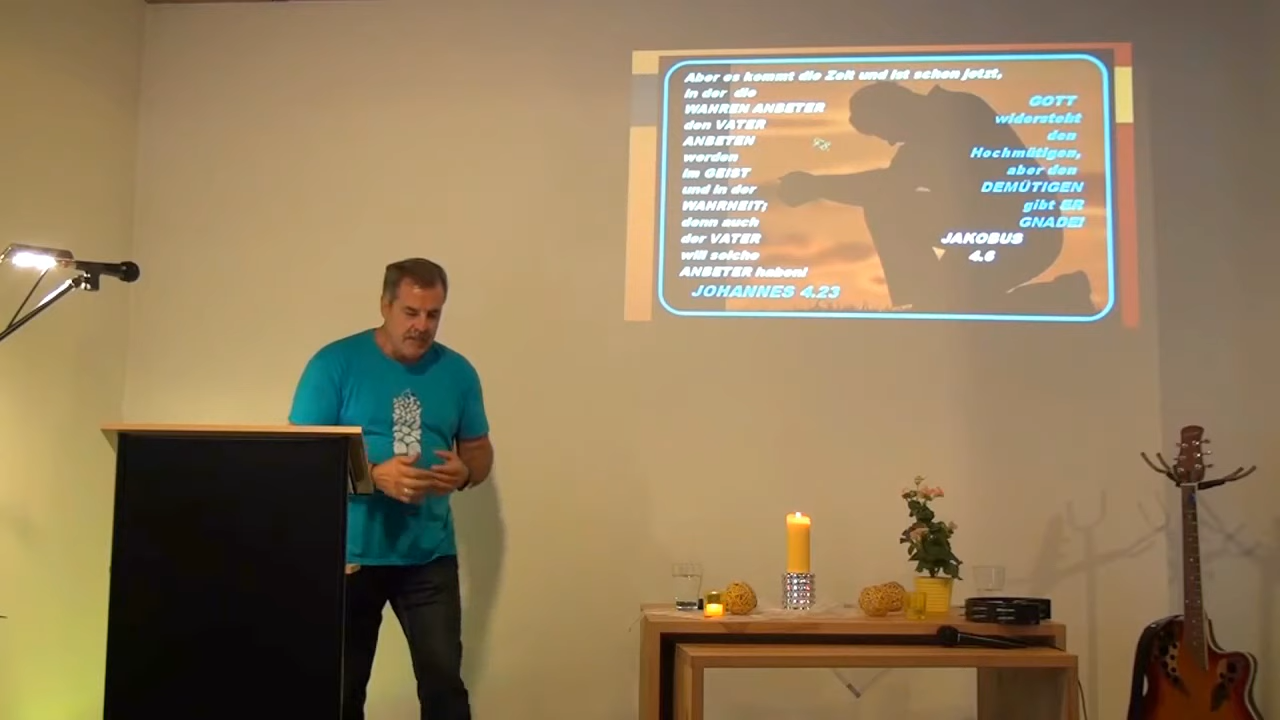 Aber es kommt die Zeit und ist schon jetzt,
in der die
WAHREN ANBETER
den VATER
ANBETEN
werden
im GEIST
und in der
WAHRHEIT;
denn auch
der VATER
will solche
ANBETER haben!
JOHANNES 4.23
GOTT
widersteht
den
Hochmütigen,
aber den
DEMÜTIGEN
gibt ER
GNADE!
JAKOBUS
4.6